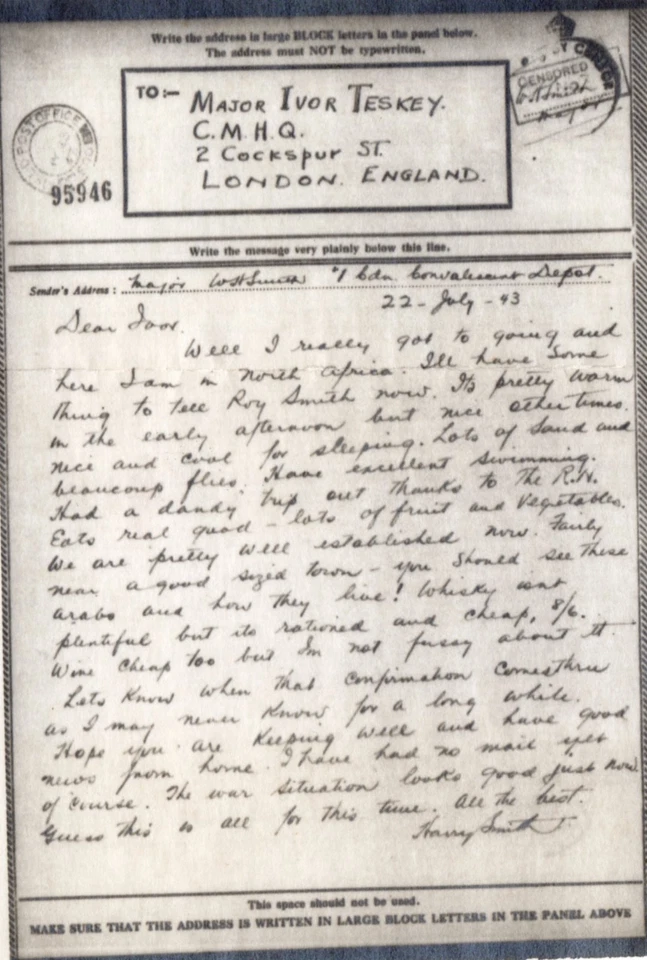 Write the address in large BLOCK letters in the panel below.
The address must NOT be typewritten.
TO:-
MAJOR IVOR TESKEY.
C.M.H.Q.
2 COCKSPUR ST.
LONDON. ENGLAND.
CENSORED
Major
POST OFFICE
95946
Write the message very plainly below this line.
Sender's Address : Major WH Smith #1 Cdn. Convalescent Depot.
22-July-43
Dear Ivor.
Well I really got to going and
here I am in North Africa. Ill have some
thing to tell Roy Smith now. Its pretty warm
in the early afternoon but nice other times.
nice and cool for sleeping. Lots of sand and
beaucoup flies. Have excellent swimming.
Had a dandy trip out thanks to the R.N.
Eats real good - lots of fruit and vegetables.
We are pretty well established now. Fairly
near a good sized town - you should see these
arabs and how they live! Whisky isnt
plentiful but its rationed and cheap, 8/6.
Wine cheap too but Im not fussy about it.
Lets know when that confirmation comes thru
as I may never know for a long while.
Hope you are keeping well and have good
news from home. I have had no mail yet
of course. The war situation looks good just now.
Guess this is all for this time. All the best.
Harry Smith
This space should not be used.
MAKE SURE THAT THE ADDRESS IS WRITTEN IN LARGE BLOCK LETTERS IN THE PANEL ABOVE